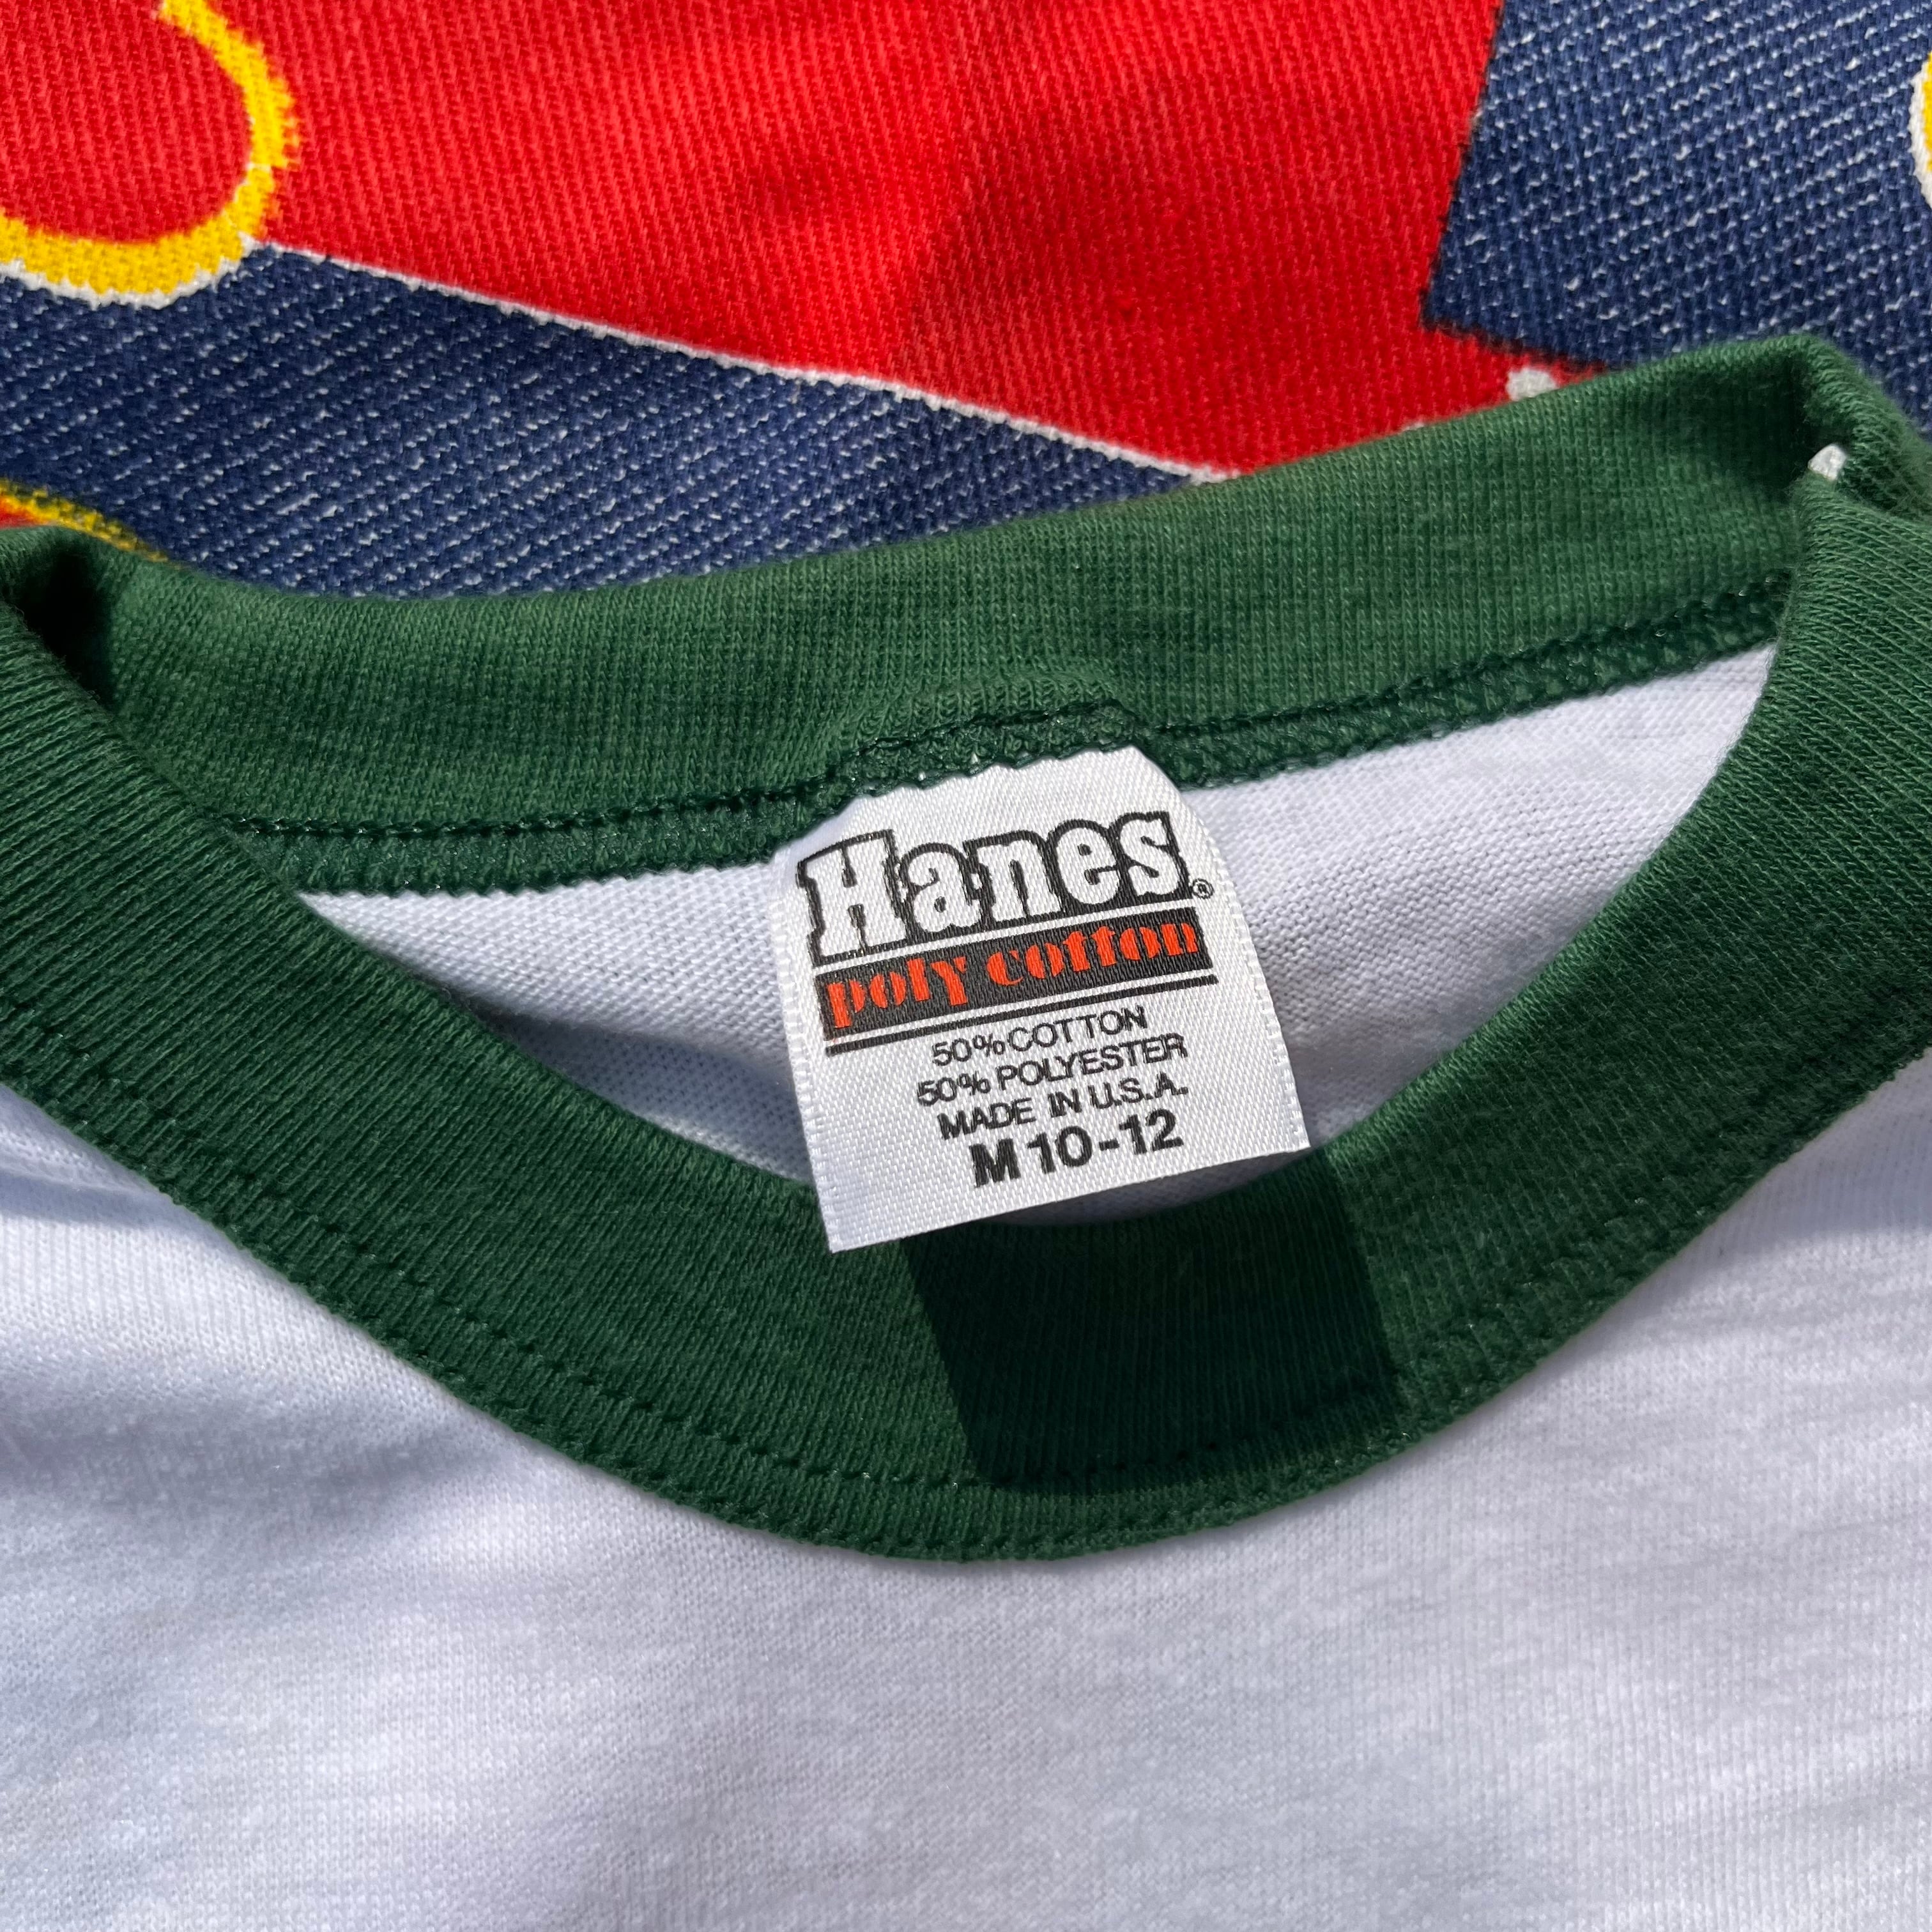 Hanes®
poly cotton
50% COTTON
50% POLYESTER
MADE IN U.S.A.
M 10-12